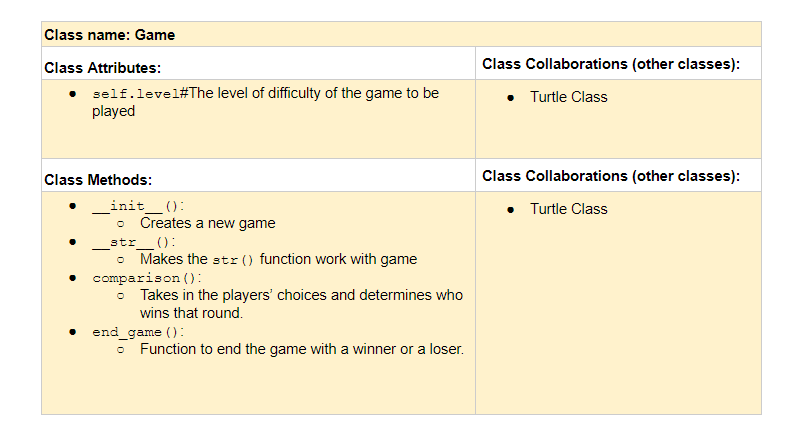 Class name: Game
Class Attributes:
Class Collaborations (other classes):
● self.level#The level of difficulty of the game to be
played
● Turtle Class
Class Methods:
Class Collaborations (other classes):
● __init__():
○ Creates a new game
● __str__():
○ Makes the str() function work with game
● comparison():
○ Takes in the players’ choices and determines who
wins that round.
● end_game():
○ Function to end the game with a winner or a loser.
● Turtle Class